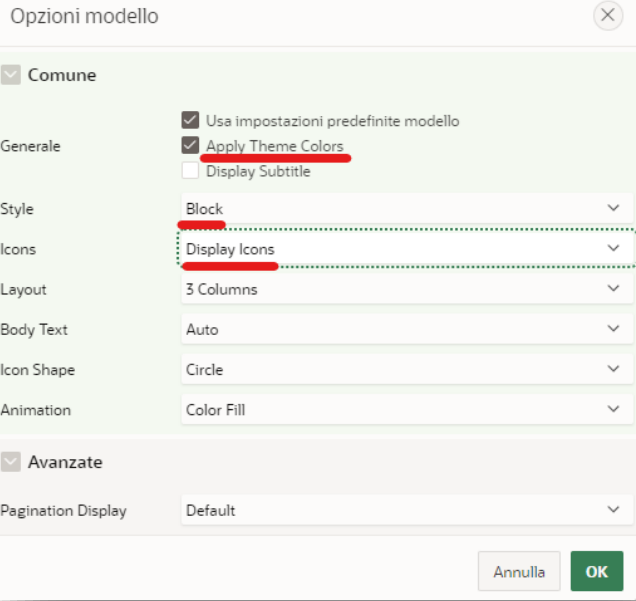 Opzioni modello
Comune
Generale
Usa impostazioni predefinite modello
Apply Theme Colors
Display Subtitle
Style Block
Icons Display Icons
Layout 3 Columns
Body Text Auto
Icon Shape Circle
Animation Color Fill
Avanzate
Pagination Display Default
Annulla OK